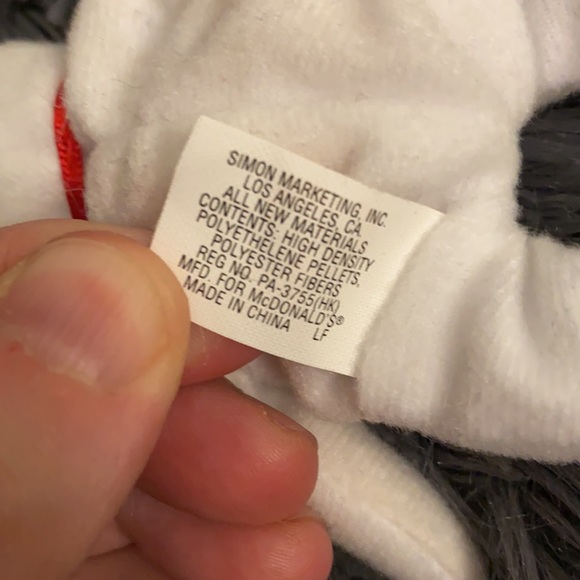 SIMON MARKETING, INC.
LOS ANGELES, CA
ALL NEW MATERIALS
CONTENTS: HIGH DENSITY
POLYETHELENE PELLETS,
POLYESTER FIBERS
REG NO. PA-3755(HK)
MFD. FOR McDONALD'S®
MADE IN CHINA LF